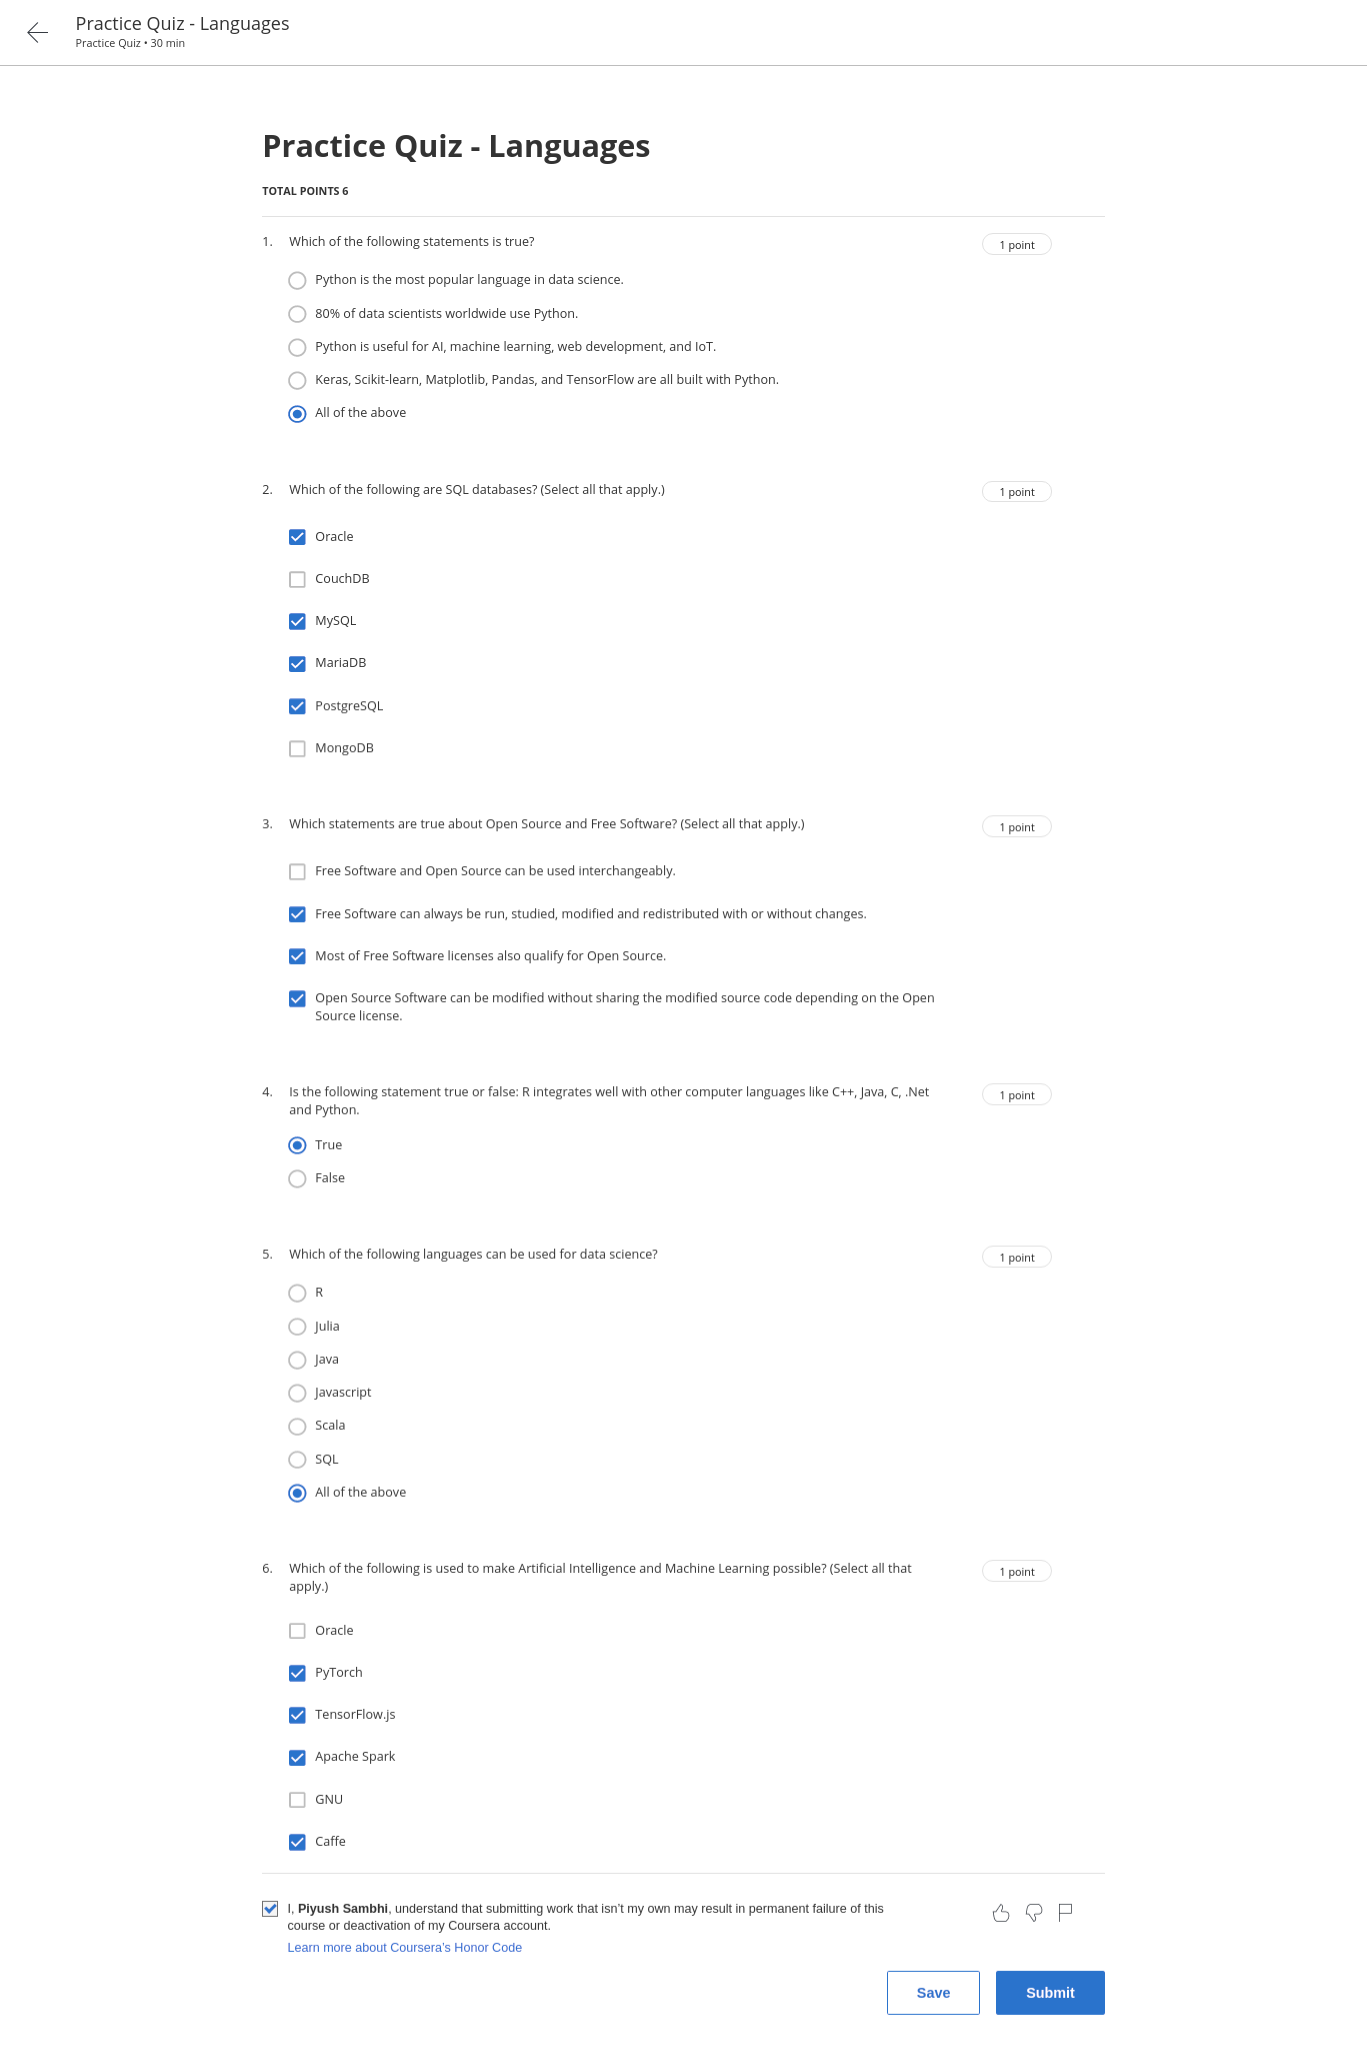 Practice Quiz - Languages
Practice Quiz • 30 min
Practice Quiz - Languages
TOTAL POINTS 6
1. Which of the following statements is true? 1 point
Python is the most popular language in data science.
80% of data scientists worldwide use Python.
Python is useful for AI, machine learning, web development, and IoT.
Keras, Scikit-learn, Matplotlib, Pandas, and TensorFlow are all built with Python.
All of the above
2. Which of the following are SQL databases? (Select all that apply.) 1 point
Oracle
CouchDB
MySQL
MariaDB
PostgreSQL
MongoDB
3. Which statements are true about Open Source and Free Software? (Select all that apply.) 1 point
Free Software and Open Source can be used interchangeably.
Free Software can always be run, studied, modified and redistributed with or without changes.
Most of Free Software licenses also qualify for Open Source.
Open Source Software can be modified without sharing the modified source code depending on the Open
Source license.
4. Is the following statement true or false: R integrates well with other computer languages like C++, Java, C, .Net 1 point
and Python.
True
False
5. Which of the following languages can be used for data science? 1 point
R
Julia
Java
Javascript
Scala
SQL
All of the above
6. Which of the following is used to make Artificial Intelligence and Machine Learning possible? (Select all that 1 point
apply.)
Oracle
PyTorch
TensorFlow.js
Apache Spark
GNU
Caffe
I, Piyush Sambhi, understand that submitting work that isn't my own may result in permanent failure of this
course or deactivation of my Coursera account.
Learn more about Coursera's Honor Code
Save Submit